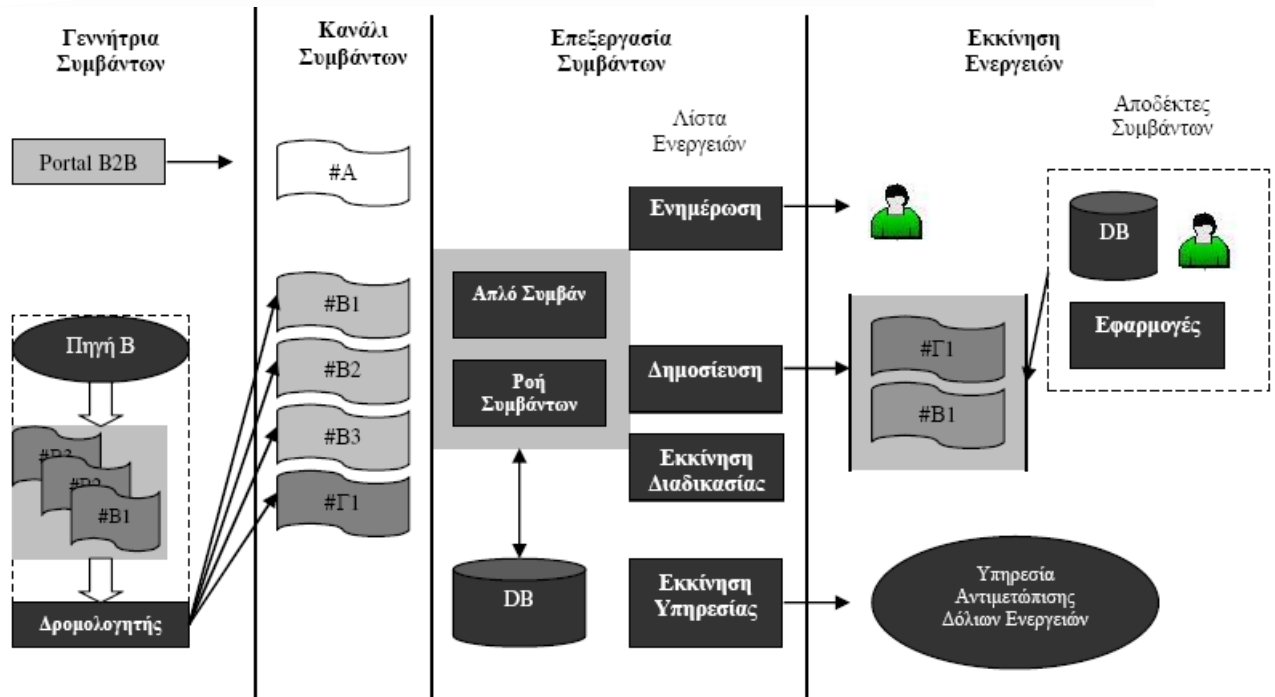 Γεννήτρια
Συμβάντων
Κανάλι
Συμβάντων
Επεξεργασία
Συμβάντων
Εκκίνηση
Ενεργειών
Λίστα
Ενεργειών
Αποδέκτες
Συμβάντων
Portal B2B
#A
Ενημέρωση
DB
Απλό Συμβάν
#B1
Εφαρμογές
Πηγή Β
#Γ1
#B2
Ροή
Συμβάντων
Δημοσίευση
#B1
#B3
#B3
#B2
#B1
Εκκίνηση
Διαδικασίας
#Γ1
DB
Εκκίνηση
Υπηρεσίας
Υπηρεσία
Αντιμετώπισης
Δόλιων Ενεργειών
Δρομολογητής